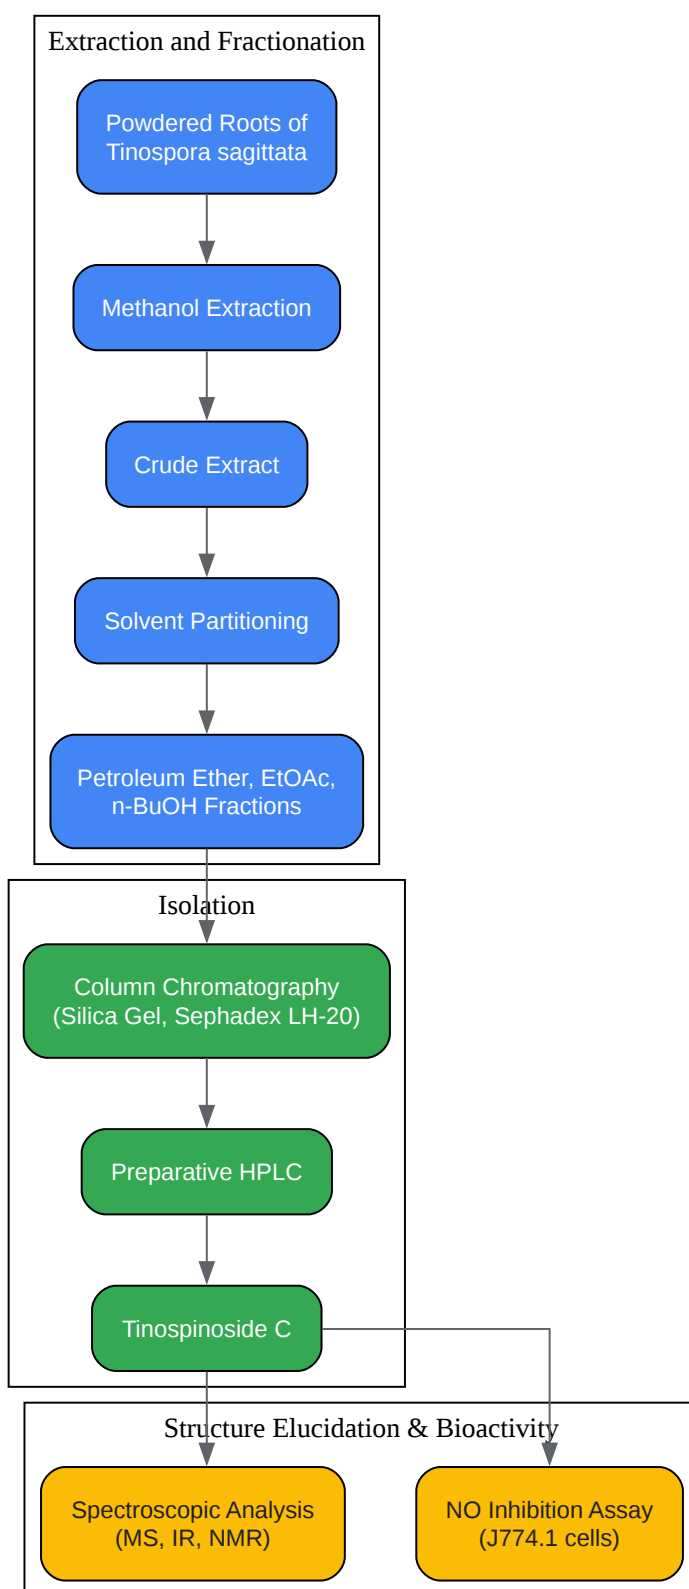 Extraction and Fractionation
Powdered Roots of
Tinospora sagittata
Methanol Extraction
Crude Extract
Solvent Partitioning
Petroleum Ether, EtOAc,
n-BuOH Fractions
Isolation
Column Chromatography
(Silica Gel, Sephadex LH-20)
Preparative HPLC
Tinospinoside C
Structure Elucidation & Bioactivity
Spectroscopic Analysis
(MS, IR, NMR)
NO Inhibition Assay
(J774.1 cells)